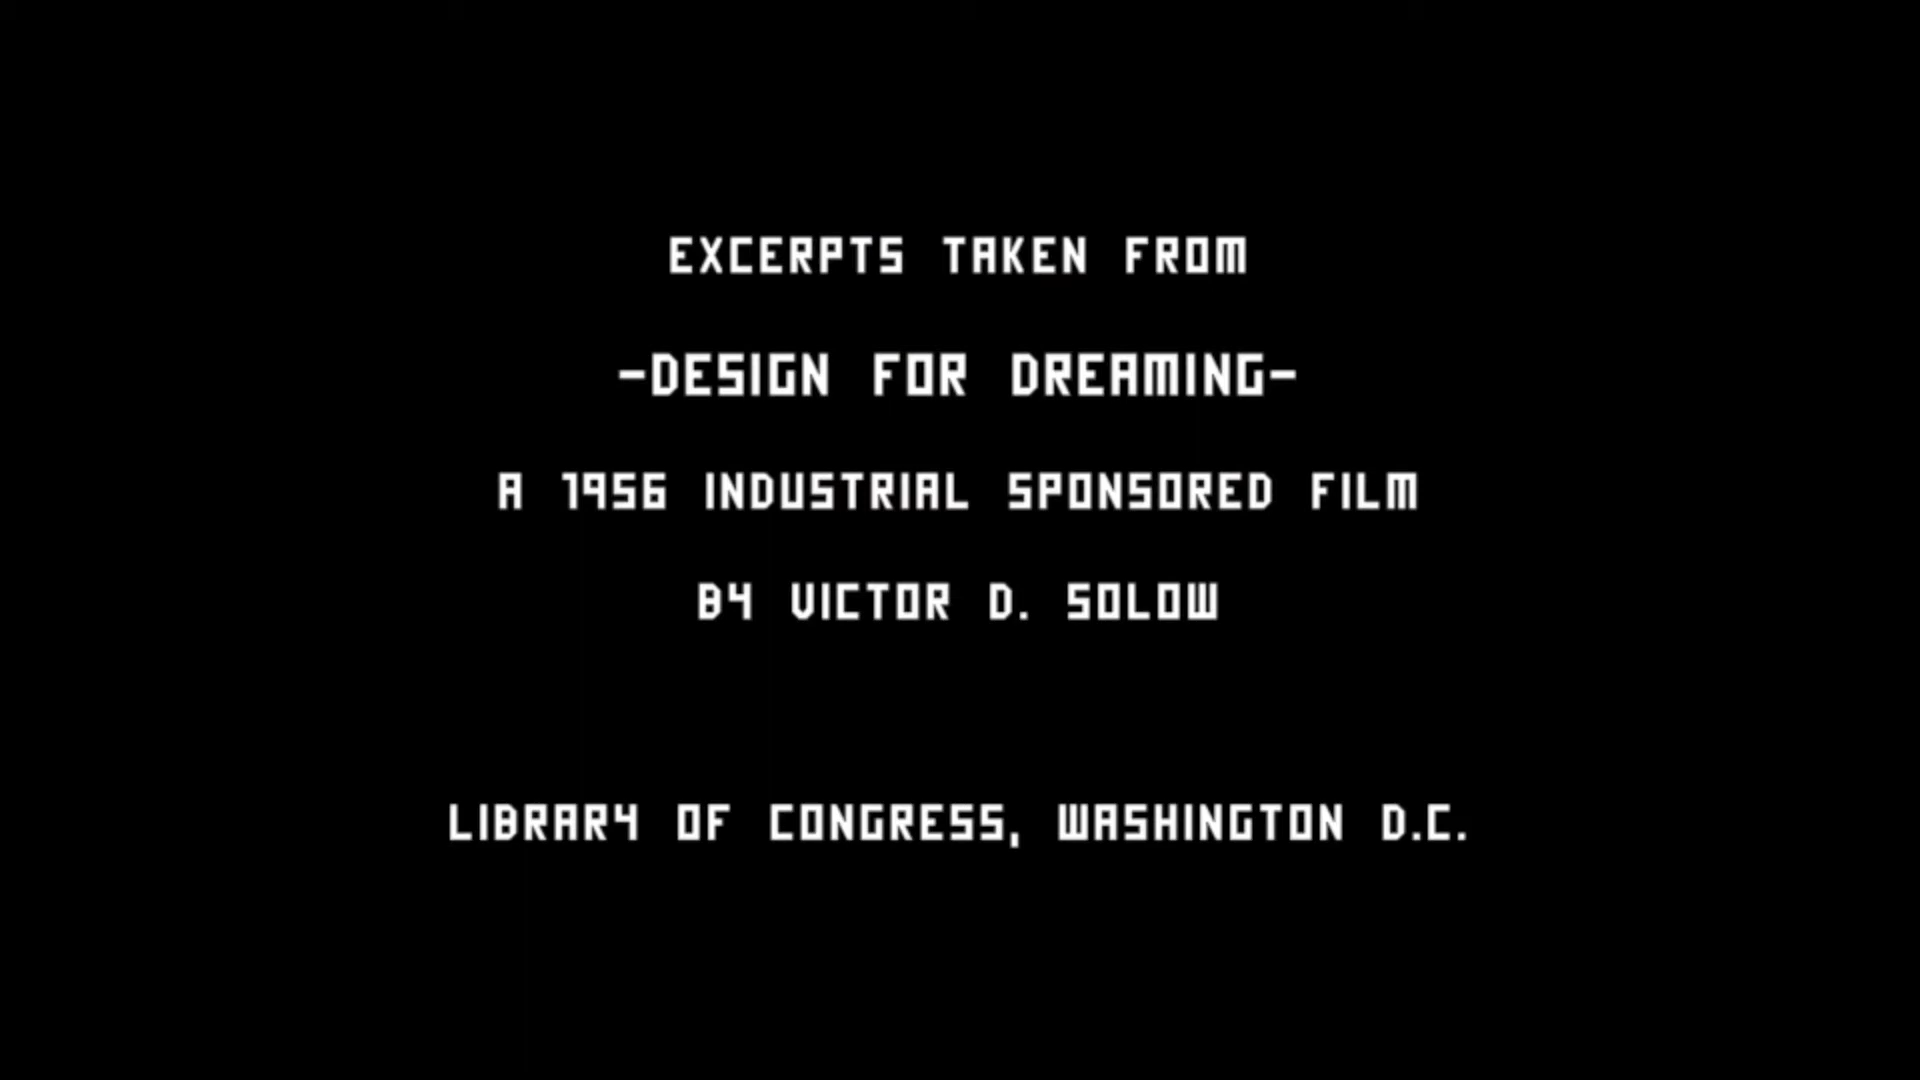 EXCERPTS TAKEN FROM
-DESIGN FOR DREAMING-
A 1956 INDUSTRIAL SPONSORED FILM
BY VICTOR D. SOLOW
LIBRARY OF CONGRESS, WASHINGTON D.C.